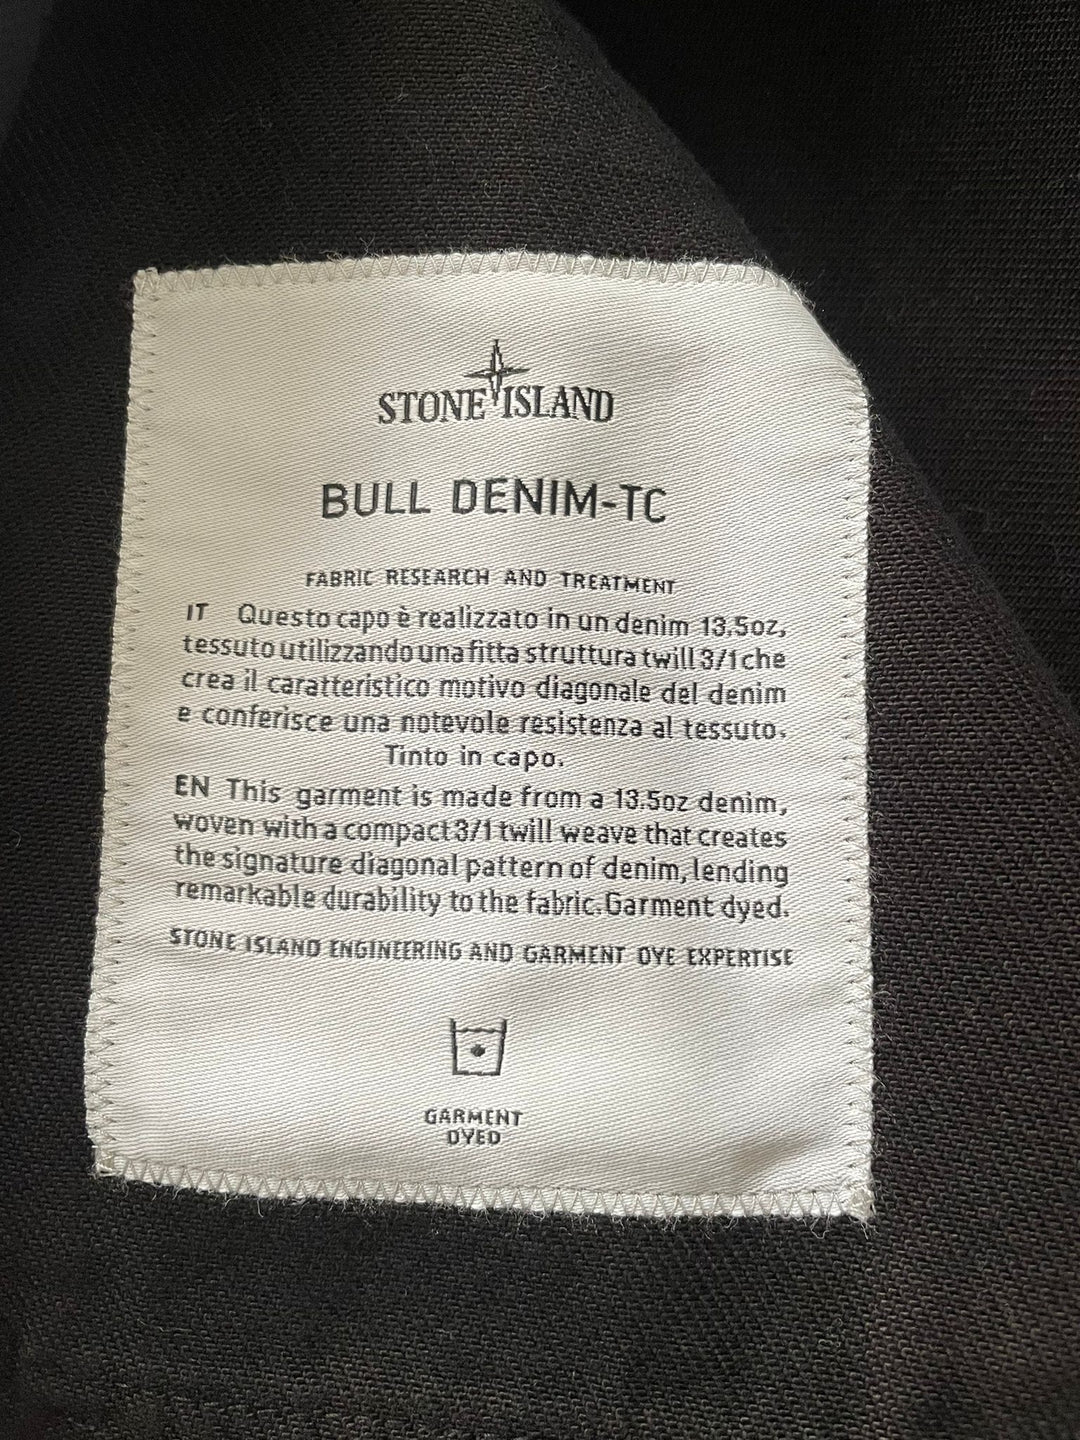 STONE ISLAND
BULL DENIM-TC
FABRIC RESEARCH AND TREATMENT
IT Questo capo è realizzato in un denim 13.5oz,
tessuto utilizzando una fitta struttura twill 3/1 che
crea il caratteristico motivo diagonale del denim
e conferisce una notevole resistenza al tessuto.
Tinto in capo.
EN This garment is made from a 13.5oz denim,
woven with a compact 3/1 twill weave that creates
the signature diagonal pattern of denim, lending
remarkable durability to the fabric. Garment dyed.
STONE ISLAND ENGINEERING AND GARMENT DYE EXPERTISE
GARMENT
DYED